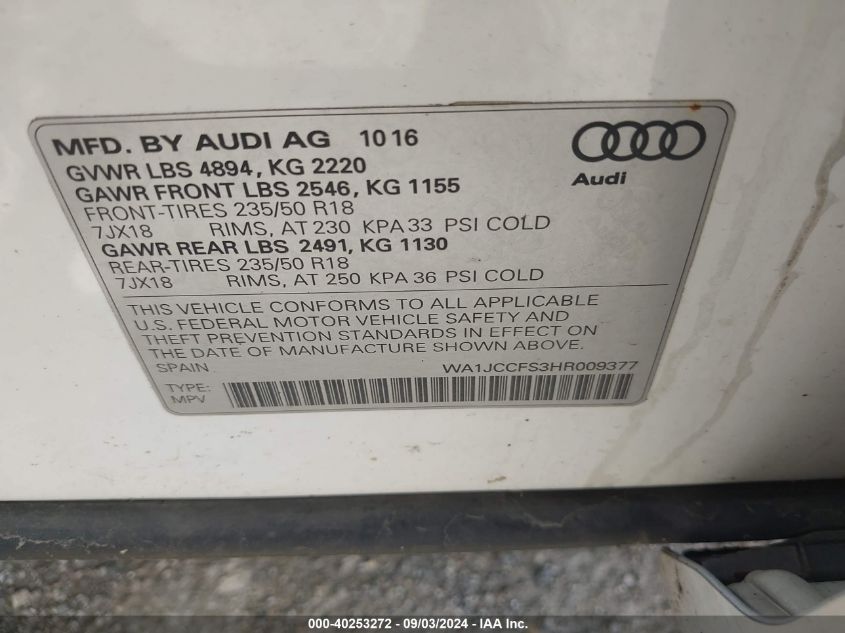 MFD. BY AUDI AG 10 16
GVWR LBS 4894, KG 2220
GAWR FRONT LBS 2546, KG 1155
FRONT-TIRES 235/50 R18
7JX18 RIMS, AT 230 KPA 33 PSI COLD
GAWR REAR LBS 2491, KG 1130
REAR-TIRES 235/50 R18
7JX18 RIMS, AT 250 KPA 36 PSI COLD
Audi
THIS VEHICLE CONFORMS TO ALL APPLICABLE
U.S. FEDERAL MOTOR VEHICLE SAFETY AND
THEFT PREVENTION STANDARDS IN EFFECT ON
THE DATE OF MANUFACTURE SHOWN ABOVE.
SPAIN WA1JCCFS3HR009377
TYPE:
MPV
000-40253272 - 09/03/2024 - IAA Inc.